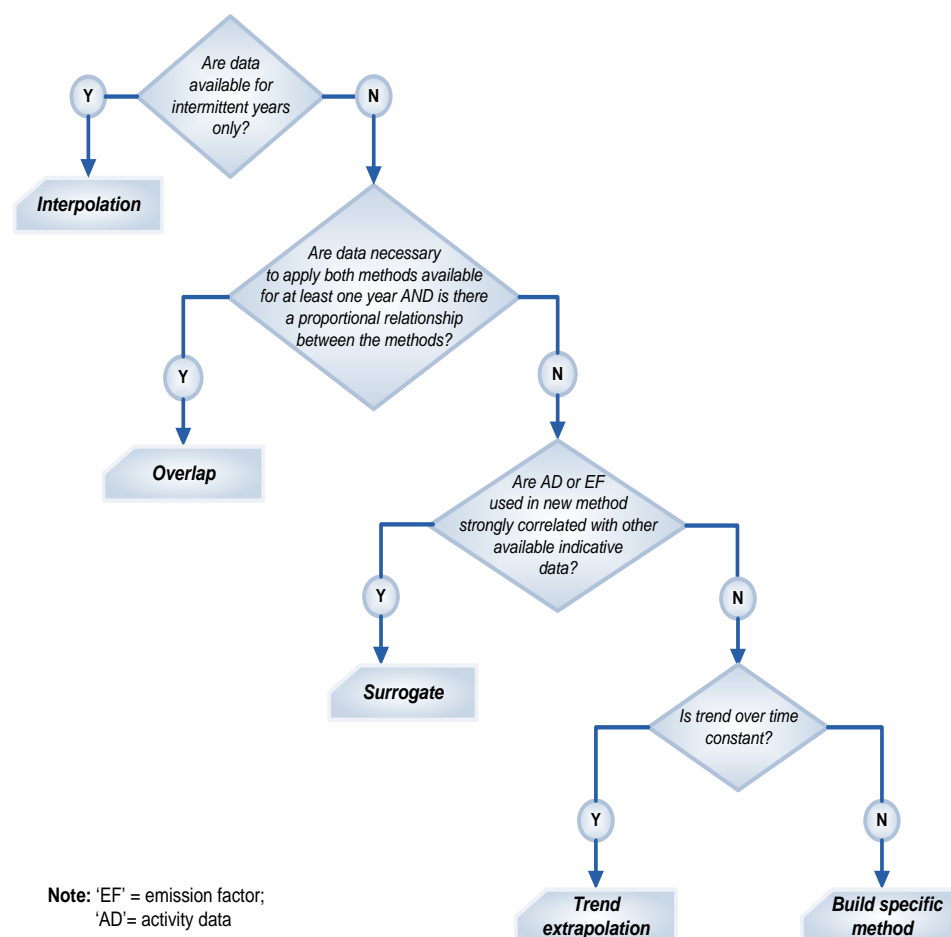 Are data
available for
intermittent years
only?
Y
N
Interpolation
Are data necessary
to apply both methods available
for at least one year AND is there
a proportional relationship
between the methods?
Y
N
Overlap
Are AD or EF
used in new method
strongly correlated with other
available indicative
data?
Y
N
Surrogate
Is trend over time
constant?
Y
N
Trend
extrapolation
Build specific
method
Note: ‘EF’ = emission factor;
‘AD’= activity data